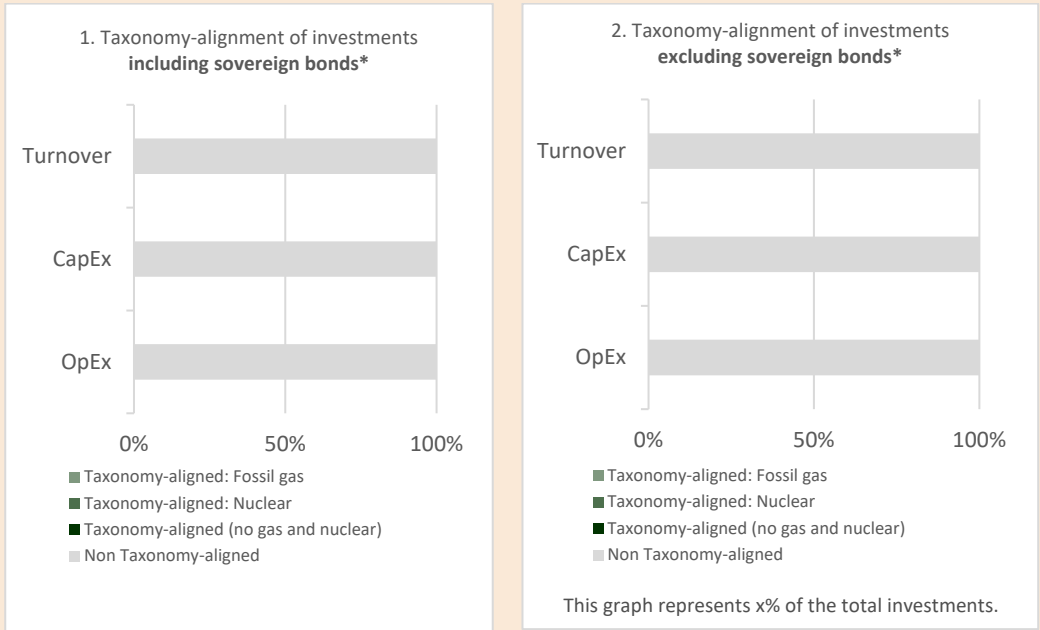 1. Taxonomy-alignment of investments
including sovereign bonds*
Turnover
CapEx
OpEx
0% 50% 100%
Taxonomy-aligned: Fossil gas
Taxonomy-aligned: Nuclear
Taxonomy-aligned (no gas and nuclear)
Non Taxonomy-aligned
2. Taxonomy-alignment of investments
excluding sovereign bonds*
Turnover
CapEx
OpEx
0% 50% 100%
Taxonomy-aligned: Fossil gas
Taxonomy-aligned: Nuclear
Taxonomy-aligned (no gas and nuclear)
Non Taxonomy-aligned
This graph represents x% of the total investments.